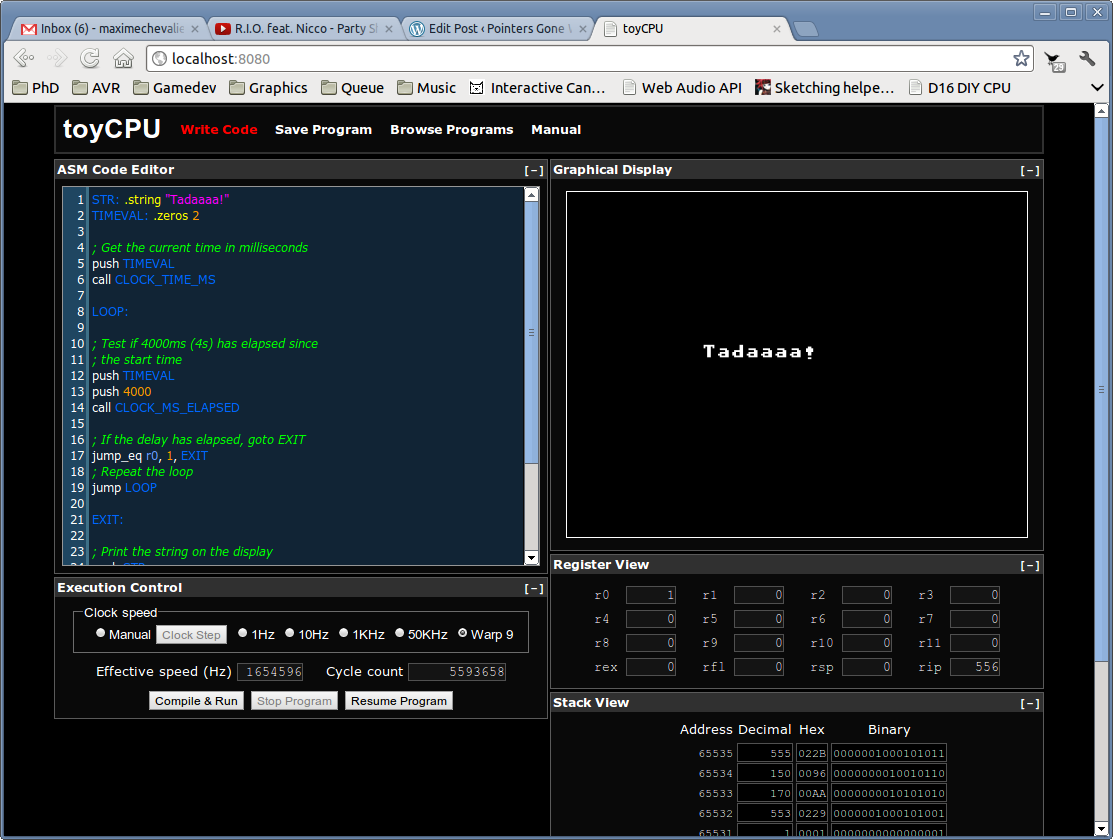 Inbox (6) - maximechevalie
R.I.O. feat. Nicco - Party Sh
Edit Post ‹ Pointers Gone W
toyCPU
localhost:8080
PhD AVR Gamedev Graphics Queue Music Interactive Can... Web Audio API Sketching helpe... D16 DIY CPU
toyCPU Write Code Save Program Browse Programs Manual
ASM Code Editor [-]
1 STR: .string "Tadaaaa!"
2 TIMEVAL: .zeros 2
3
4 ; Get the current time in milliseconds
5 push TIMEVAL
6 call CLOCK_TIME_MS
7
8 LOOP:
9
10 ; Test if 4000ms (4s) has elapsed since
11 ; the start time
12 push TIMEVAL
13 push 4000
14 call CLOCK_MS_ELAPSED
15
16 ; If the delay has elapsed, goto EXIT
17 jump_eq r0, 1, EXIT
18 ; Repeat the loop
19 jump LOOP
20
21 EXIT:
22
23 ; Print the string on the display
Execution Control [-]
Clock speed
Manual Clock Step 1Hz 10Hz 1KHz 50KHz Warp 9
Effective speed (Hz) 1654596 Cycle count 5593658
Compile & Run Stop Program Resume Program
Graphical Display [-]
Tadaaaa!
Register View [-]
r0 1 r1 0 r2 0 r3 0
r4 0 r5 0 r6 0 r7 0
r8 0 r9 0 r10 0 r11 0
rex 0 rfl 0 rsp 0 rip 556
Stack View [-]
Address Decimal Hex Binary
65535 555 022B 0000001000101011
65534 150 0096 0000000010010110
65533 170 00AA 0000000010101010
65532 553 0229 0000001000101001
65531 1 0001 0000000000000001